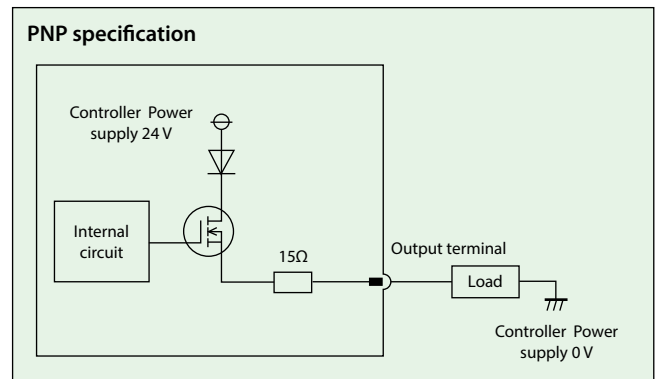 PNP specification
Controller Power
supply 24 V
Internal
circuit
15Ω
Output terminal
Load
Controller Power
supply 0 V